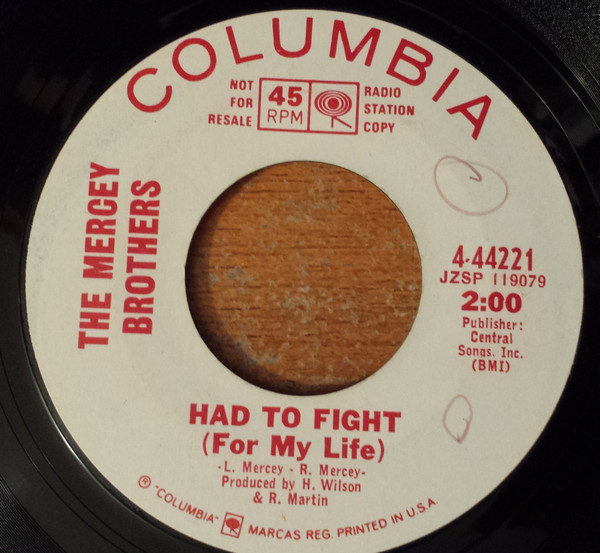 COLUMBIA
NOT
FOR
RESALE
45
RPM
RADIO
STATION
COPY
THE MERCEY
BROTHERS
4-44221
JZSP 119079
2:00
Publisher:
Central
Songs. Inc.
(BMI)
HAD TO FIGHT
(For My Life)
-L. Mercey - R. Mercey-
Produced by H. Wilson
& R. Martin
® "COLUMBIA" MARCAS REG. PRINTED IN U.S.A.